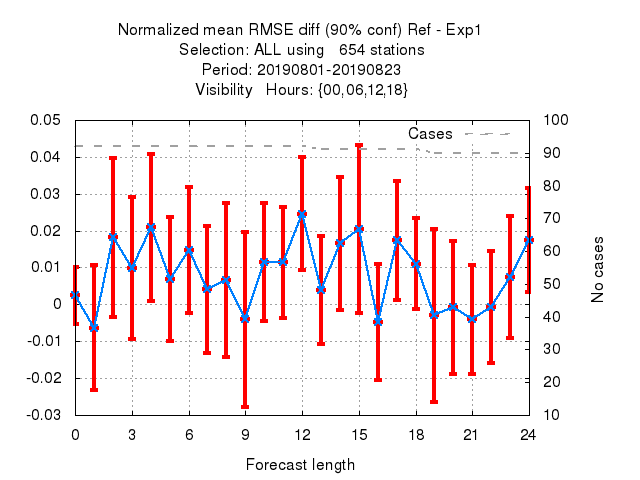 Normalized mean RMSE diff (90% conf) Ref - Exp1
Selection: ALL using   654 stations
Period: 20190801-20190823
Visibility   Hours: {00,06,12,18}
0.05
0.04
0.03
0.02
0.01
0
-0.01
-0.02
-0.03
Cases
100
90
80
70
60
50
40
30
20
10
No cases
0 3 6 9 12 15 18 21 24
Forecast length